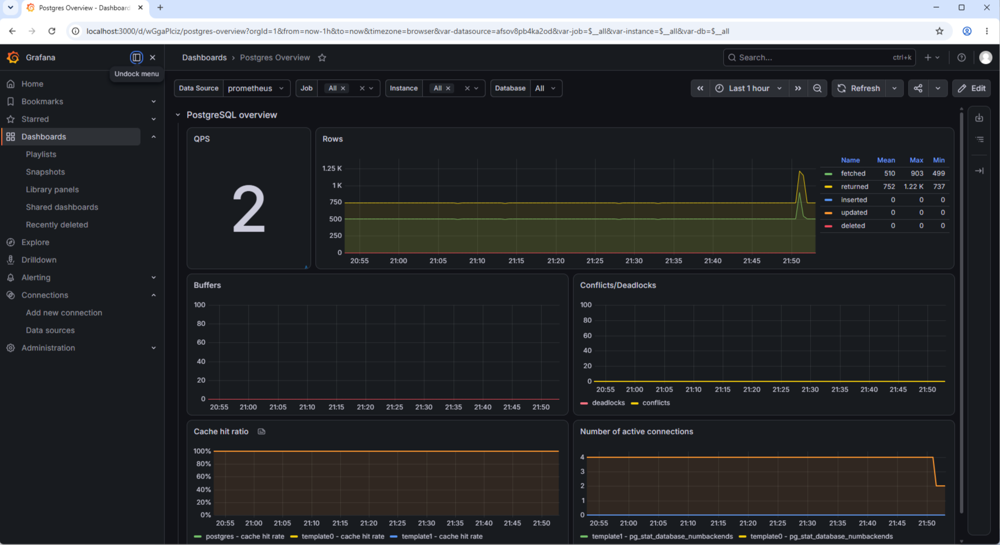 Postgres Overview - Dashboard
localhost:3000/d/wGgaPlciz/postgres-overview?orgId=1&from=now-1h&to=now&timezone=browser&var-datasource=afsov8pb4ka2od&var-job=$__all&var-instance=$__all&var-db=$__all
Grafana
Undock menu
Home
Bookmarks
Starred
Dashboards
Playlists
Snapshots
Library panels
Shared dashboards
Recently deleted
Explore
Drilldown
Alerting
Connections
Add new connection
Data sources
Administration
Dashboards › Postgres Overview
Search... ctrl+k
Data Source prometheus Job All Instance All Database All
Last 1 hour Refresh Edit
PostgreSQL overview
QPS
2
Rows
1.25 K
1 K
750
500
250
0
20:55 21:00 21:05 21:10 21:15 21:20 21:25 21:30 21:35 21:40 21:45 21:50
Name Mean Max Min
fetched 510 903 499
returned 752 1.22 K 737
inserted 0 0 0
updated 0 0 0
deleted 0 0 0
Buffers
100
80
60
40
20
0
20:55 21:00 21:05 21:10 21:15 21:20 21:25 21:30 21:35 21:40 21:45 21:50
Conflicts/Deadlocks
100
80
60
40
20
0
20:55 21:00 21:05 21:10 21:15 21:20 21:25 21:30 21:35 21:40 21:45 21:50
deadlocks conflicts
Cache hit ratio
100%
80%
60%
40%
20%
0%
20:55 21:00 21:05 21:10 21:15 21:20 21:25 21:30 21:35 21:40 21:45 21:50
postgres - cache hit rate template0 - cache hit rate template1 - cache hit rate
Number of active connections
4
3
2
1
0
20:55 21:00 21:05 21:10 21:15 21:20 21:25 21:30 21:35 21:40 21:45 21:50
template1 - pg_stat_database_numbackends template0 - pg_stat_database_numbackends